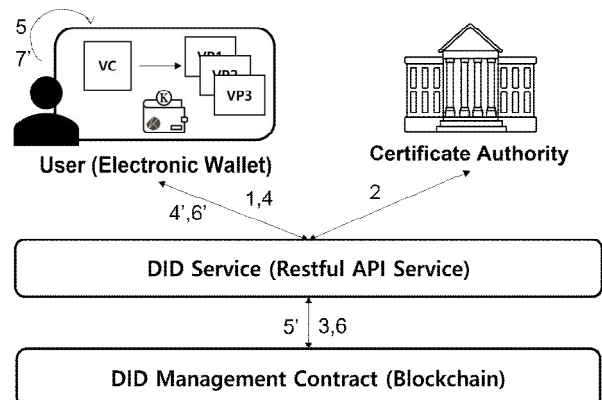 5
7'
VC
VP1
VP2
VP3
K
User (Electronic Wallet)
Certificate Authority
1,4
4',6'
2
DID Service (Restful API Service)
5'
3,6
DID Management Contract (Blockchain)